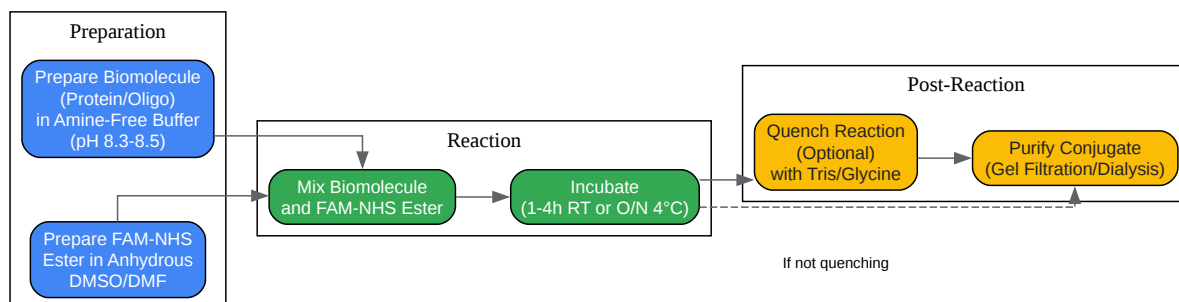 Preparation
Prepare Biomolecule
(Protein/Oligo)
in Amine-Free Buffer
(pH 8.3-8.5)
Prepare FAM-NHS
Ester in Anhydrous
DMSO/DMF
Reaction
Mix Biomolecule
and FAM-NHS Ester
Incubate
(1-4h RT or O/N 4°C)
Post-Reaction
Quench Reaction
(Optional)
with Tris/Glycine
Purify Conjugate
(Gel Filtration/Dialysis)
If not quenching